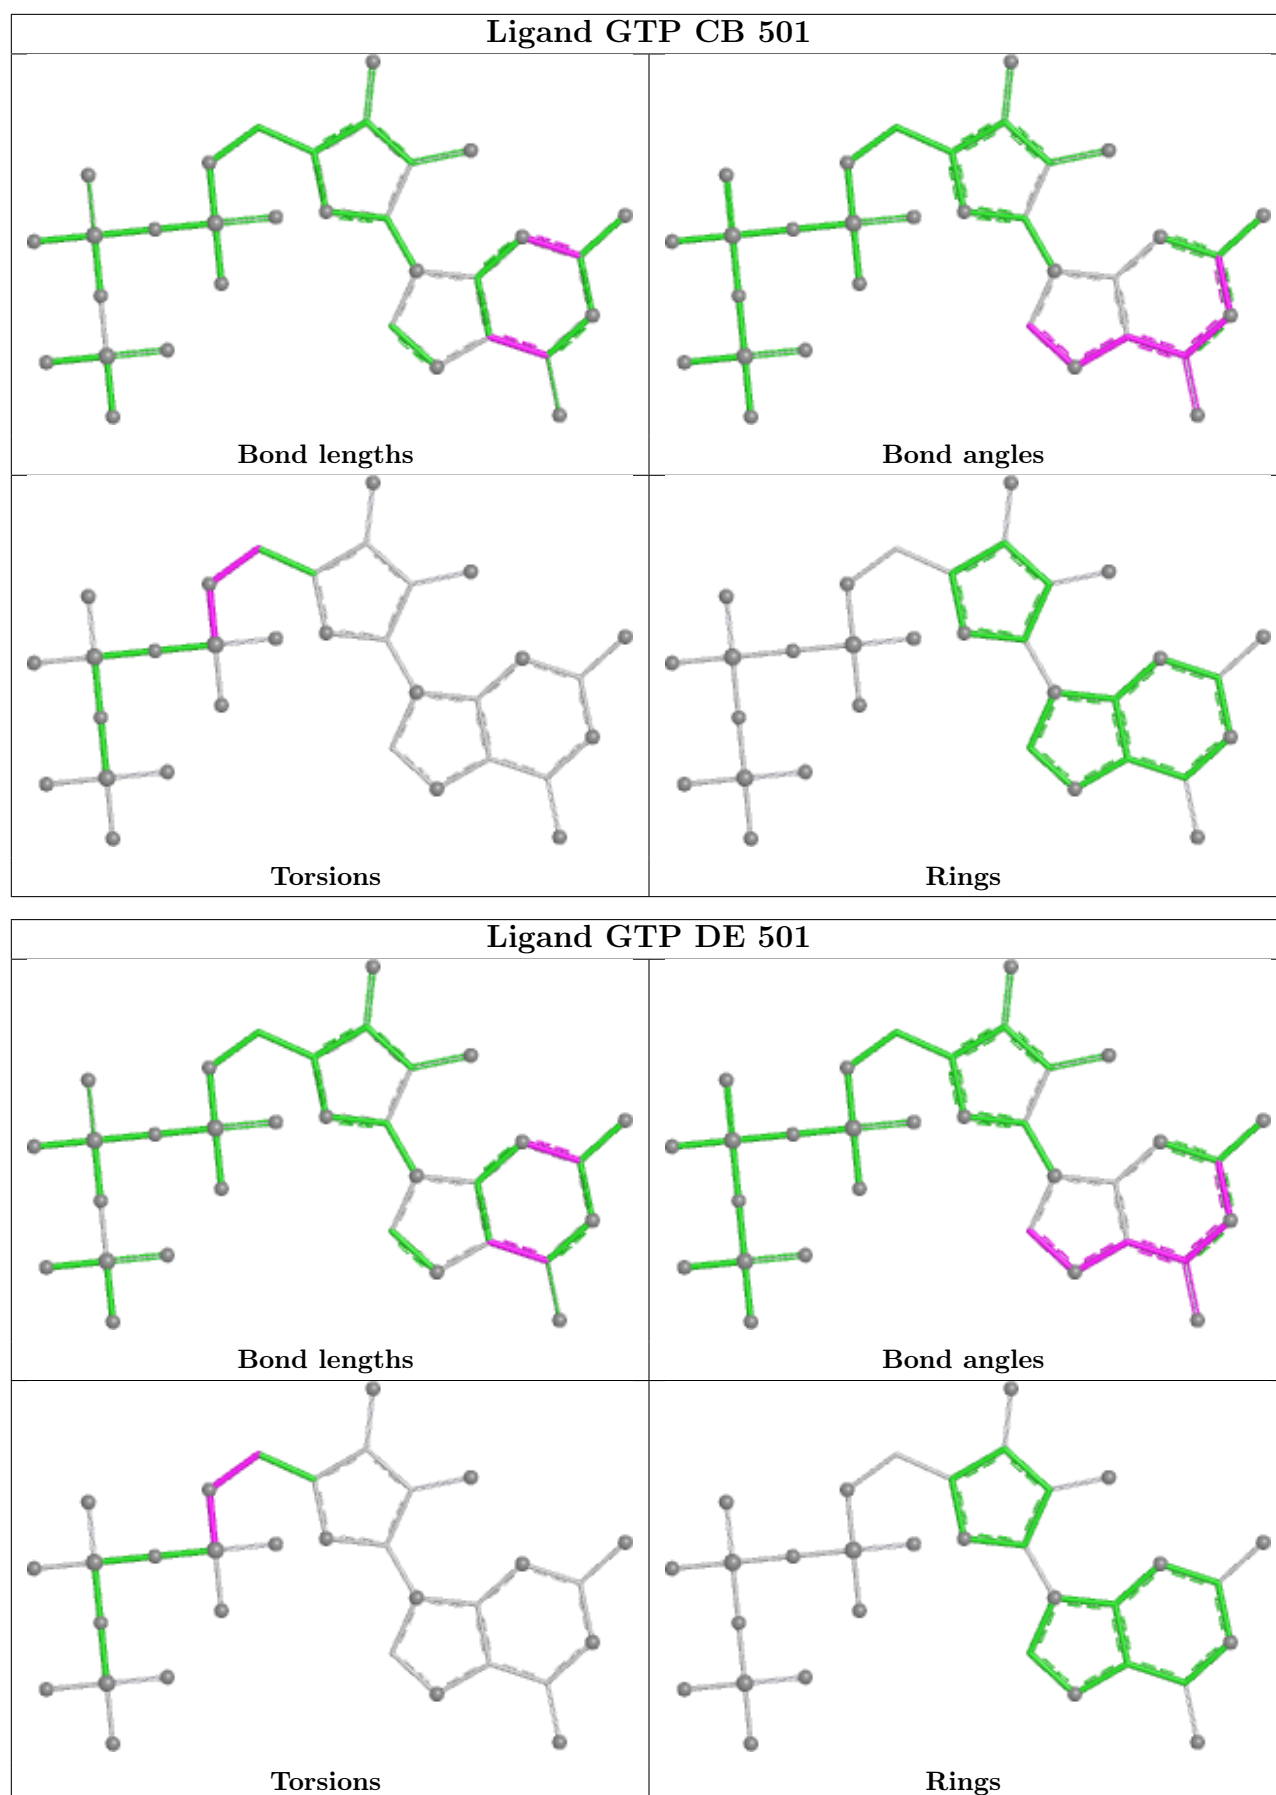 Ligand GTP CB 501
Bond lengths
Bond angles
Torsions
Rings
Ligand GTP DE 501
Bond lengths
Bond angles
Torsions
Rings